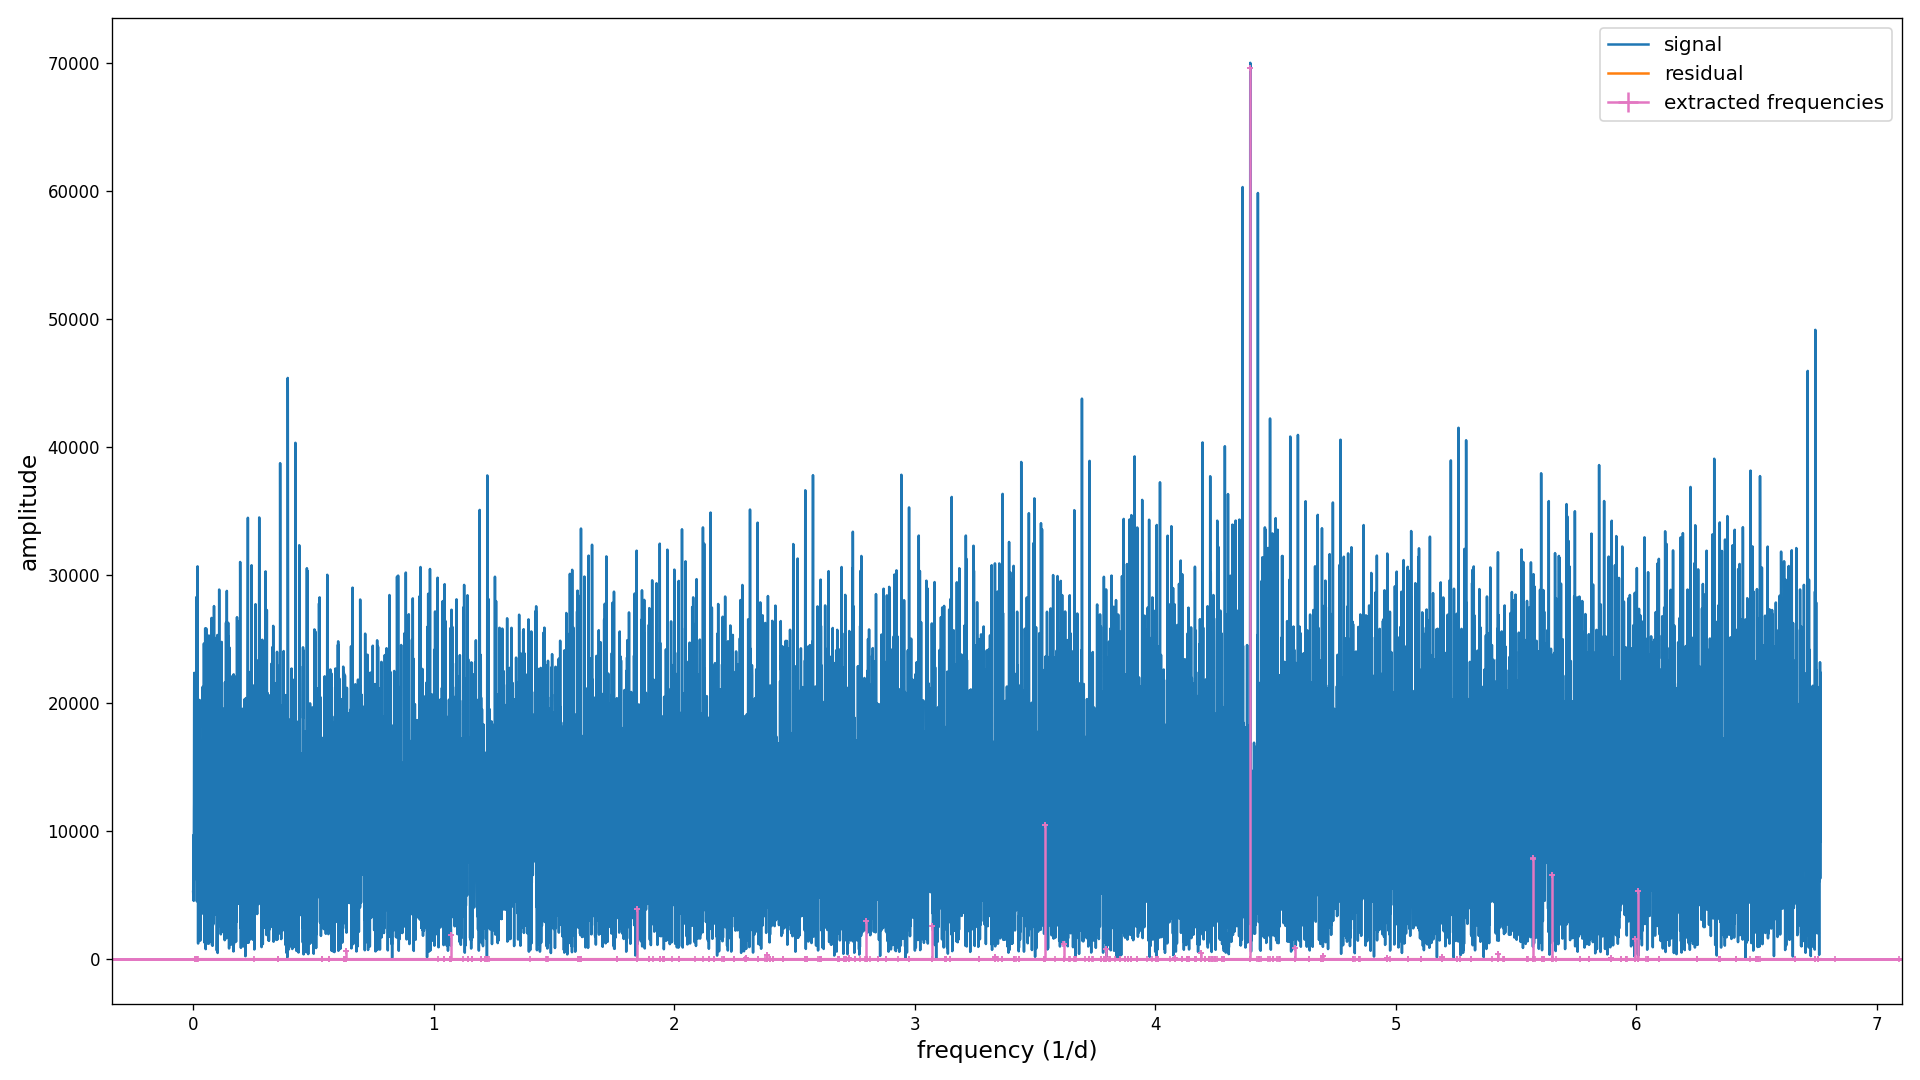 signal
residual
extracted frequencies
70000
60000
50000
40000
30000
20000
10000
0
amplitude
0 1 2 3 4 5 6 7
frequency (1/d)